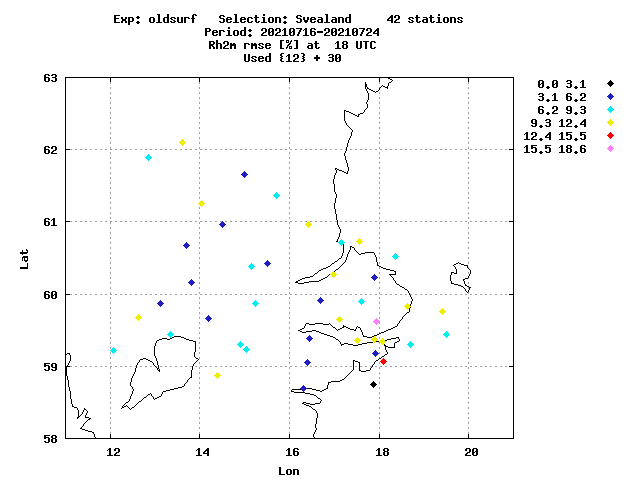 Exp: oldsurf   Selection: Svealand     42 stations
Period: 20210716-20210724
Rh2m rmse [%] at  18 UTC
Used {12} + 30
63
62
61
60
59
58
Lat
12
14
16
18
20
Lon
0.0 3.1
3.1 6.2
6.2 9.3
9.3 12.4
12.4 15.5
15.5 18.6